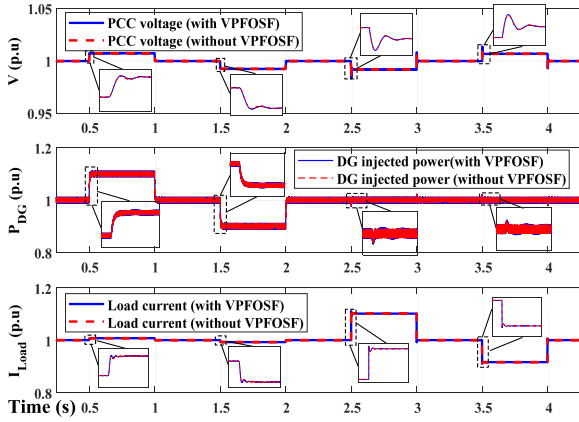 V (p.u)
1.05
1
0.95
PCC voltage (with VPFOSF)
PCC voltage (without VPFOSF)
0.5 1 1.5 2 2.5 3 3.5 4
P_DG (p.u)
1.2
1
0.8
DG injected power(with VPFOSF)
DG injected power (without VPFOSF)
0.5 1 1.5 2 2.5 3 3.5 4
I_Load (p.u)
1.2
1
0.8
Load current (with VPFOSF)
Load current (without VPFOSF)
Time (s) 0.5 1 1.5 2 2.5 3 3.5 4